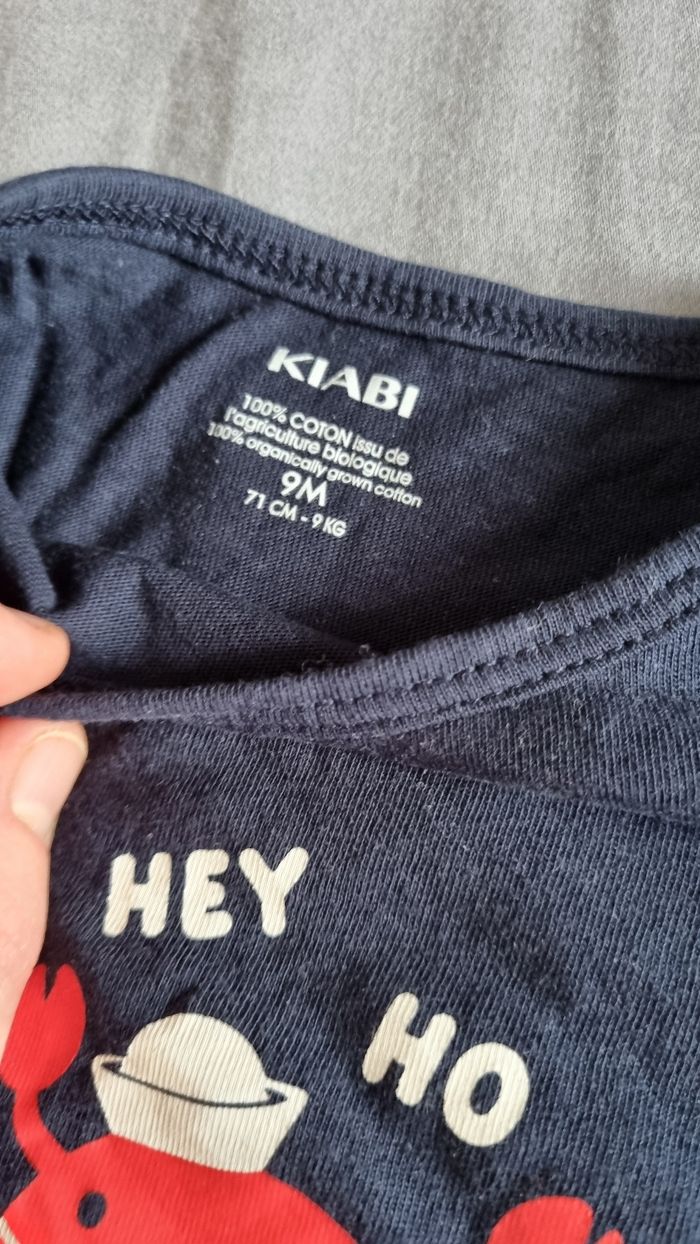 KIABI
100% COTON issu de
l'agriculture biologique
100% organically grown cotton
9M
71 CM - 9 KG
HEY
HO